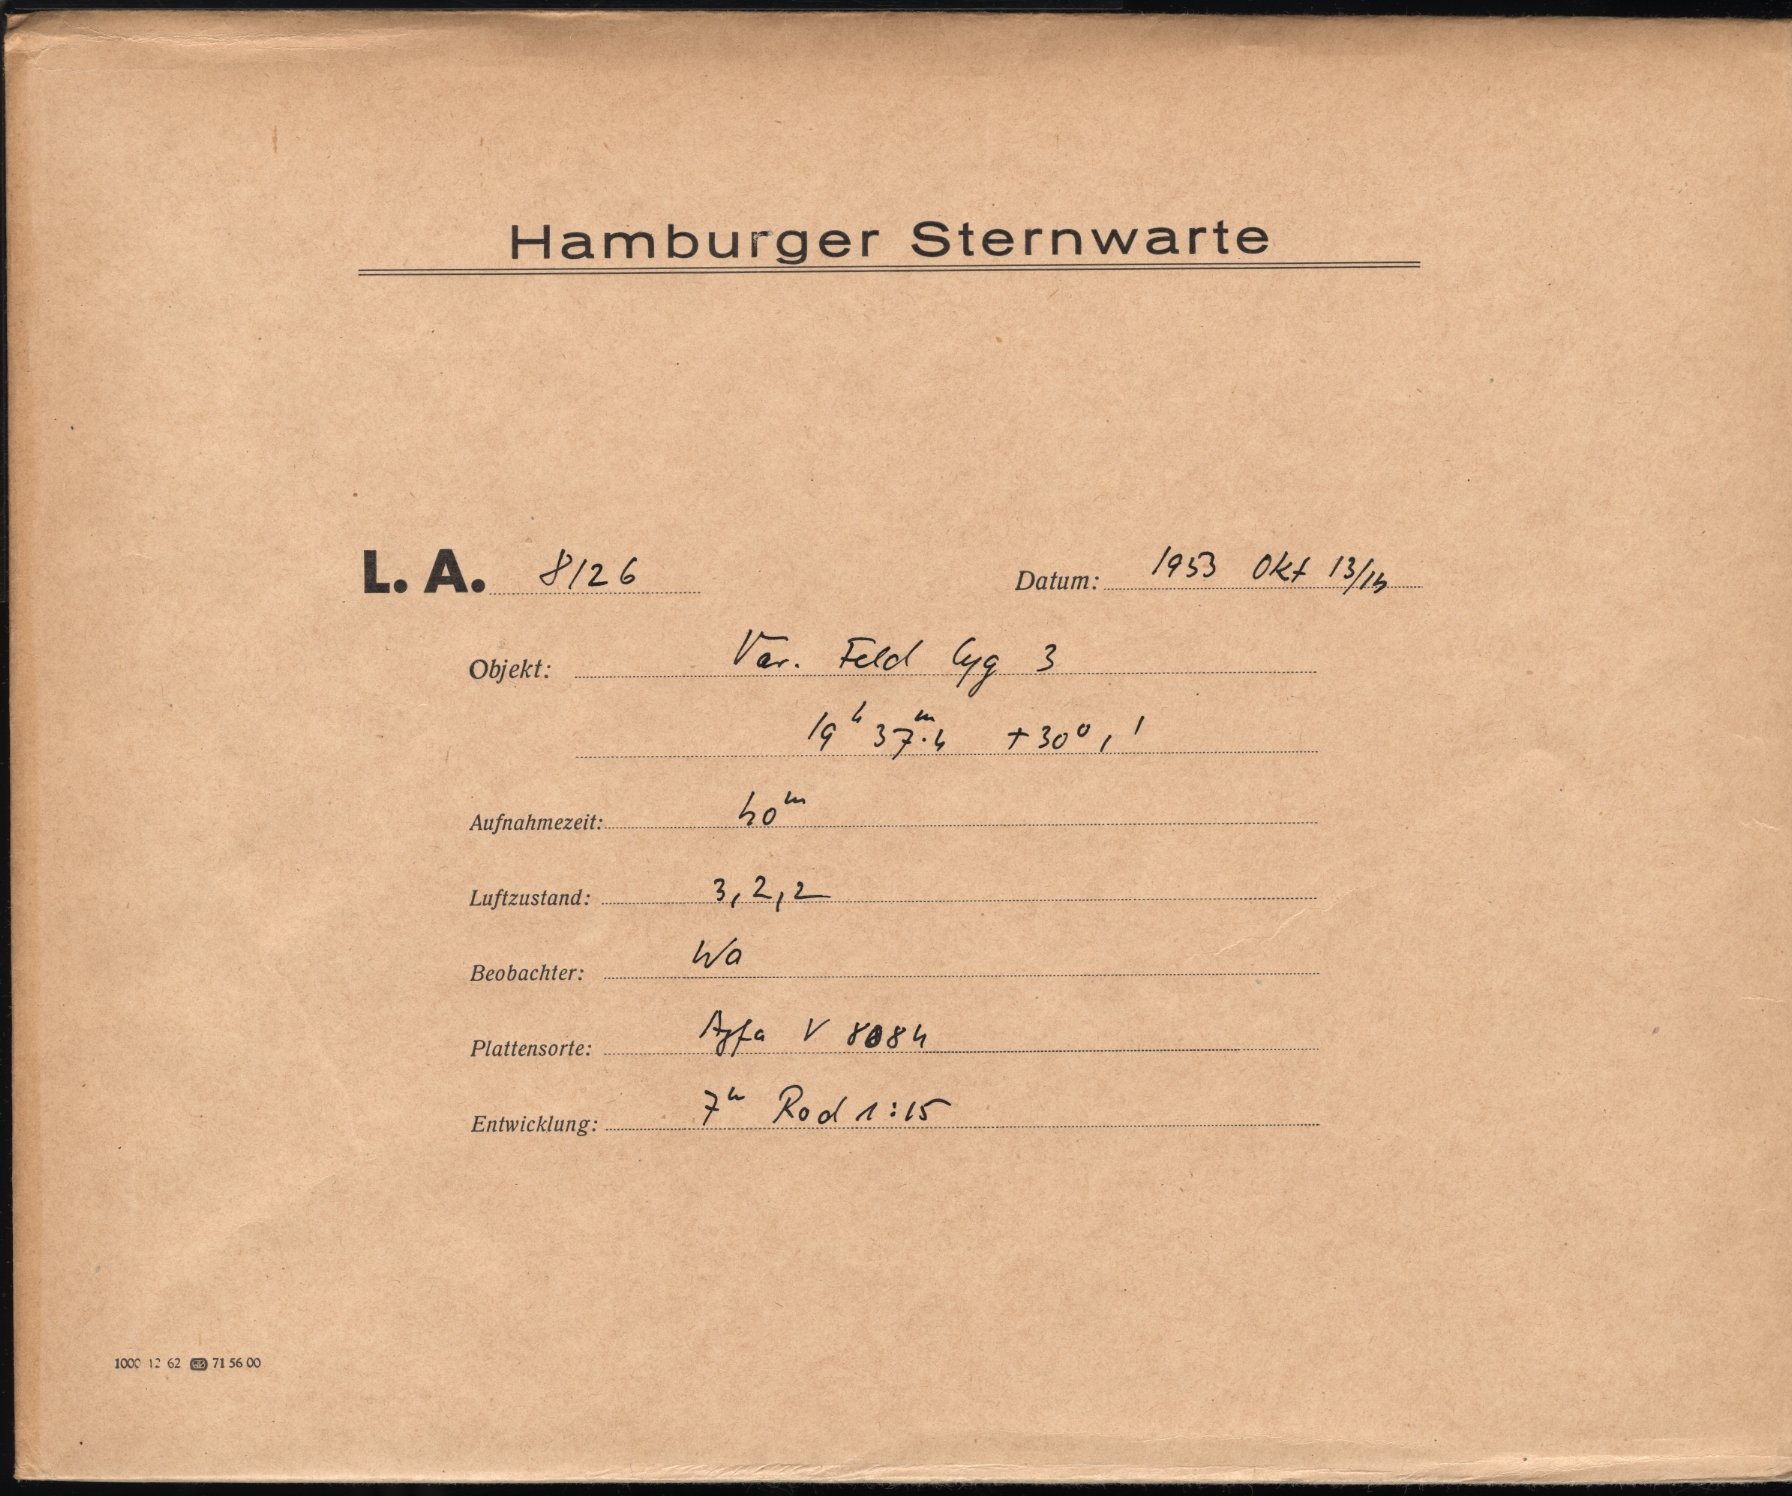 Hamburger Sternwarte
L. A. 8126 Datum: 1953 Okt 13/14
Objekt: Var. Feld Cyg 3
19ʰ 37ᵐ.4 +30°,1
Aufnahmezeit: 40ᵐ
Luftzustand: 3,2,2
Beobachter: Wa
Plattensorte: Agfa V 8084
Entwicklung: 7ᵐ Rod 1:15
1000 12 62 GB 71 56 00